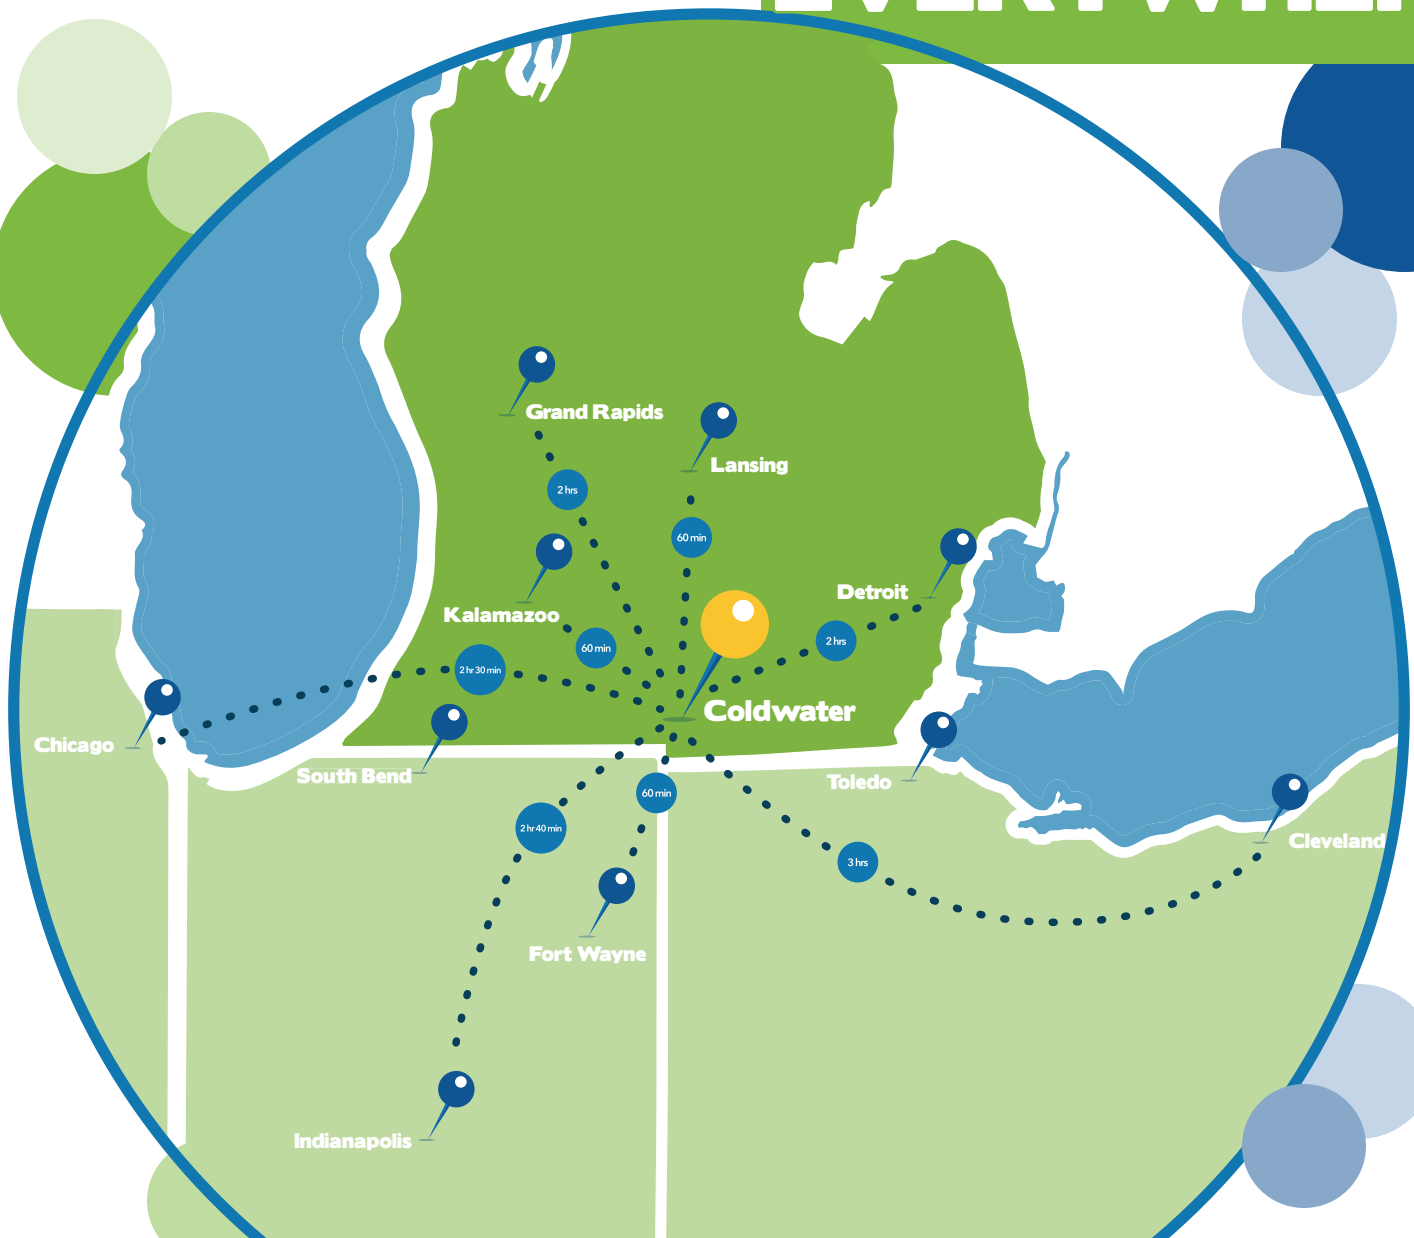 Grand Rapids
Lansing
2 hrs
60 min
Detroit
Kalamazoo
2 hrs
60 min
2 hr 30 min
Coldwater
Chicago
South Bend
Toledo
60 min
2 hr 40 min
Cleveland
3 hrs
Fort Wayne
Indianapolis